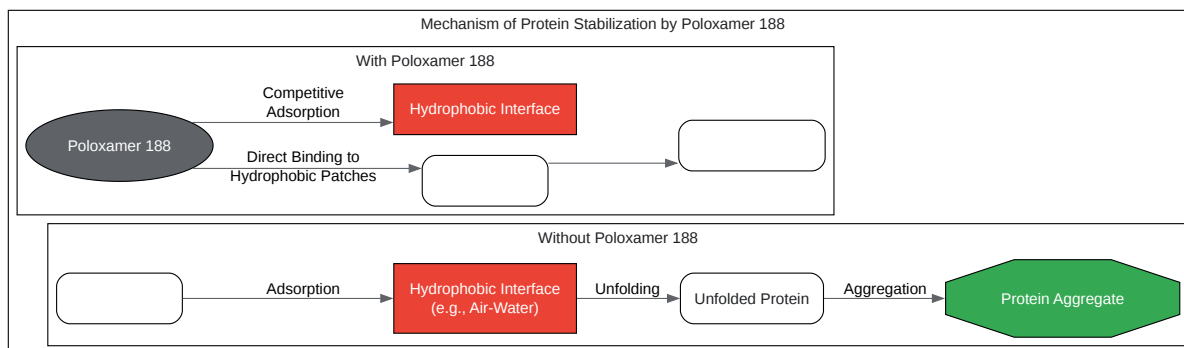 Mechanism of Protein Stabilization by Poloxamer 188
With Poloxamer 188
Competitive
Adsorption
Hydrophobic Interface
Poloxamer 188
Direct Binding to
Hydrophobic Patches
Without Poloxamer 188
Adsorption
Hydrophobic Interface
(e.g., Air-Water)
Unfolding
Unfolded Protein
Aggregation
Protein Aggregate